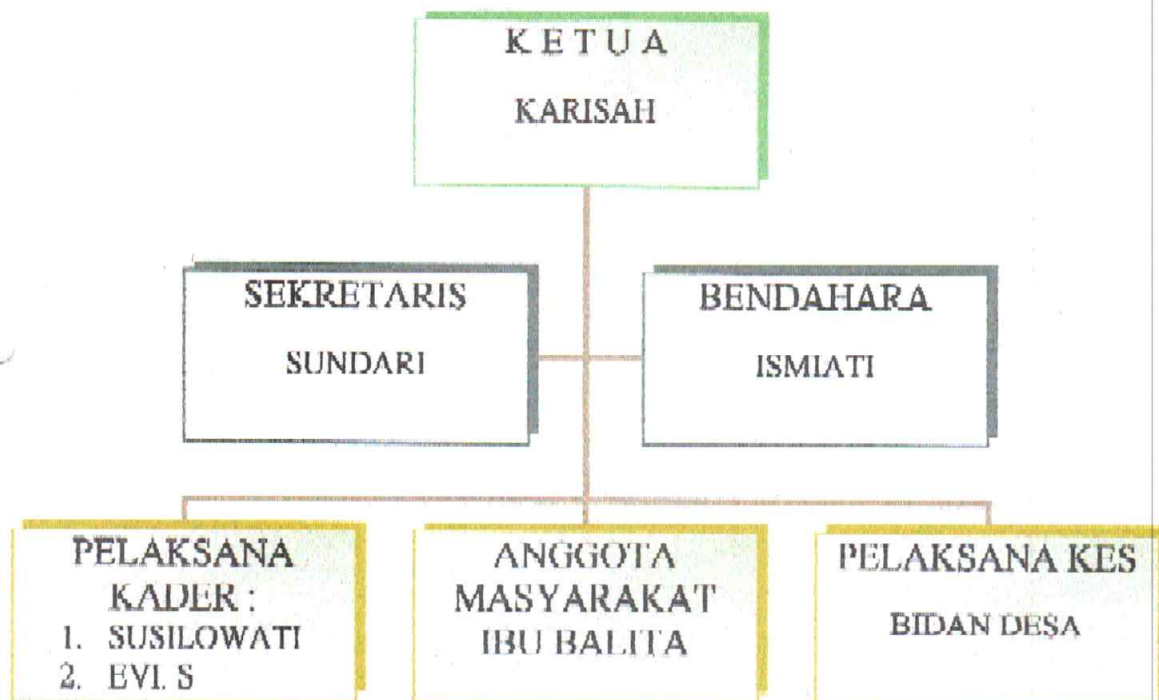 K E T U A
KARISAH
SEKRETARIS
SUNDARI
BENDAHARA
ISMIATI
PELAKSANA
KADER :
1. SUSILOWATI
2. EVI. S
ANGGOTA
MASYARAKAT
IBU BALITA
PELAKSANA KES
BIDAN DESA